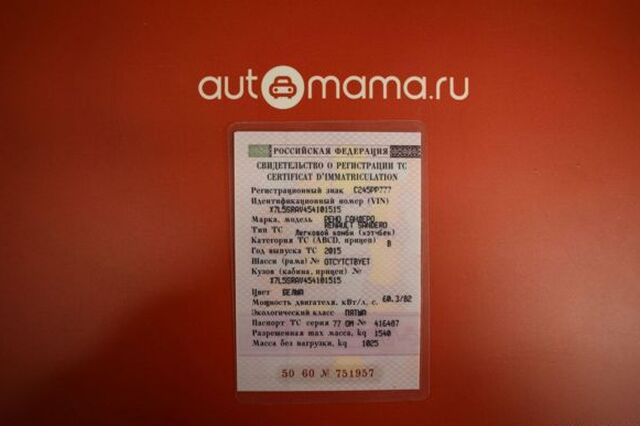 automama.ru
РОССИЙСКАЯ ФЕДЕРАЦИЯ
СВИДЕТЕЛЬСТВО О РЕГИСТРАЦИИ ТС
CERTIFICAT D'IMMATRICULATION
Регистрационный знак С245РР777
Идентификационный номер (VIN)
X7L5SRAV454101515
Марка, модель РЕНО САНДЕРО
RENAULT SANDERO
Тип ТС Легковой комби (хэтчбек)
Категория ТС (ABCD, прицеп) B
Год выпуска ТС 2015
Шасси (рама) № ОТСУТСТВУЕТ
Кузов (кабина, прицеп) №
X7L5SRAV454101515
Цвет БЕЛЫЙ
Мощность двигателя, кВт/л. с. 60.3/82
Экологический класс ПЯТЫЙ
Паспорт ТС серия 77 ОМ № 416487
Разрешенная max масса, kg 1540
Масса без нагрузки, kg 1025
50 60 № 751957